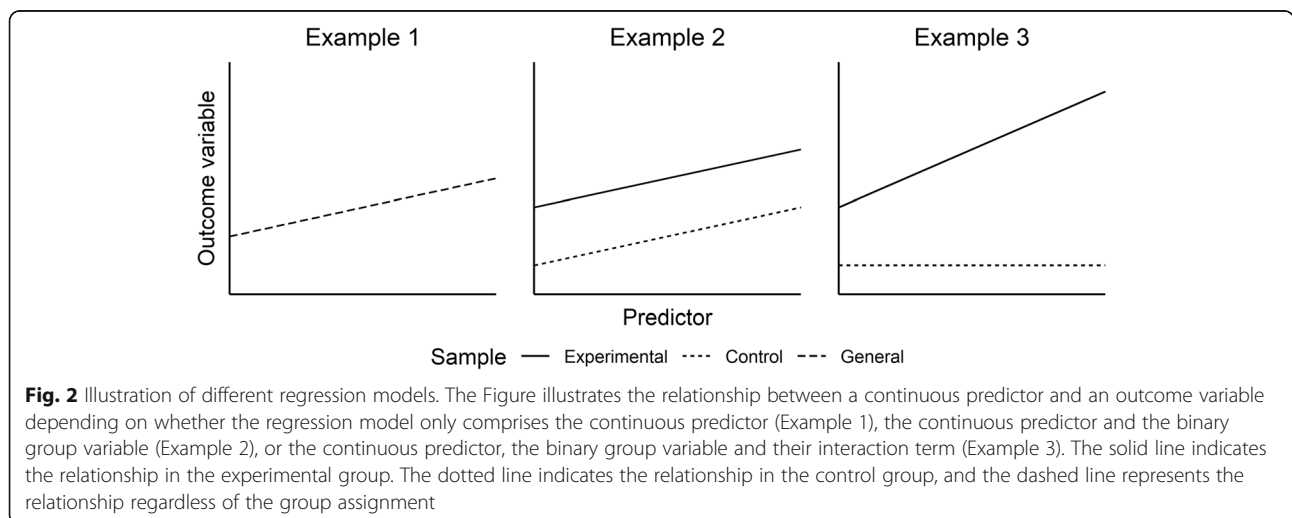 Example 1 Example 2 Example 3
Outcome variable
Predictor
Sample Experimental Control General
Fig. 2 Illustration of different regression models. The Figure illustrates the relationship between a continuous predictor and an outcome variable
depending on whether the regression model only comprises the continuous predictor (Example 1), the continuous predictor and the binary
group variable (Example 2), or the continuous predictor, the binary group variable and their interaction term (Example 3). The solid line indicates
the relationship in the experimental group. The dotted line indicates the relationship in the control group, and the dashed line represents the
relationship regardless of the group assignment